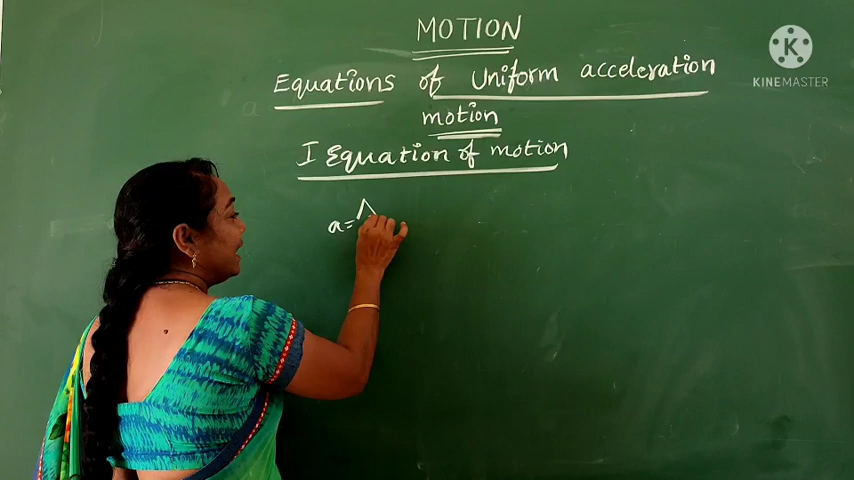 MOTION
Equations of Uniform acceleration
motion
I Equation of motion
a=
K
KINEMASTER